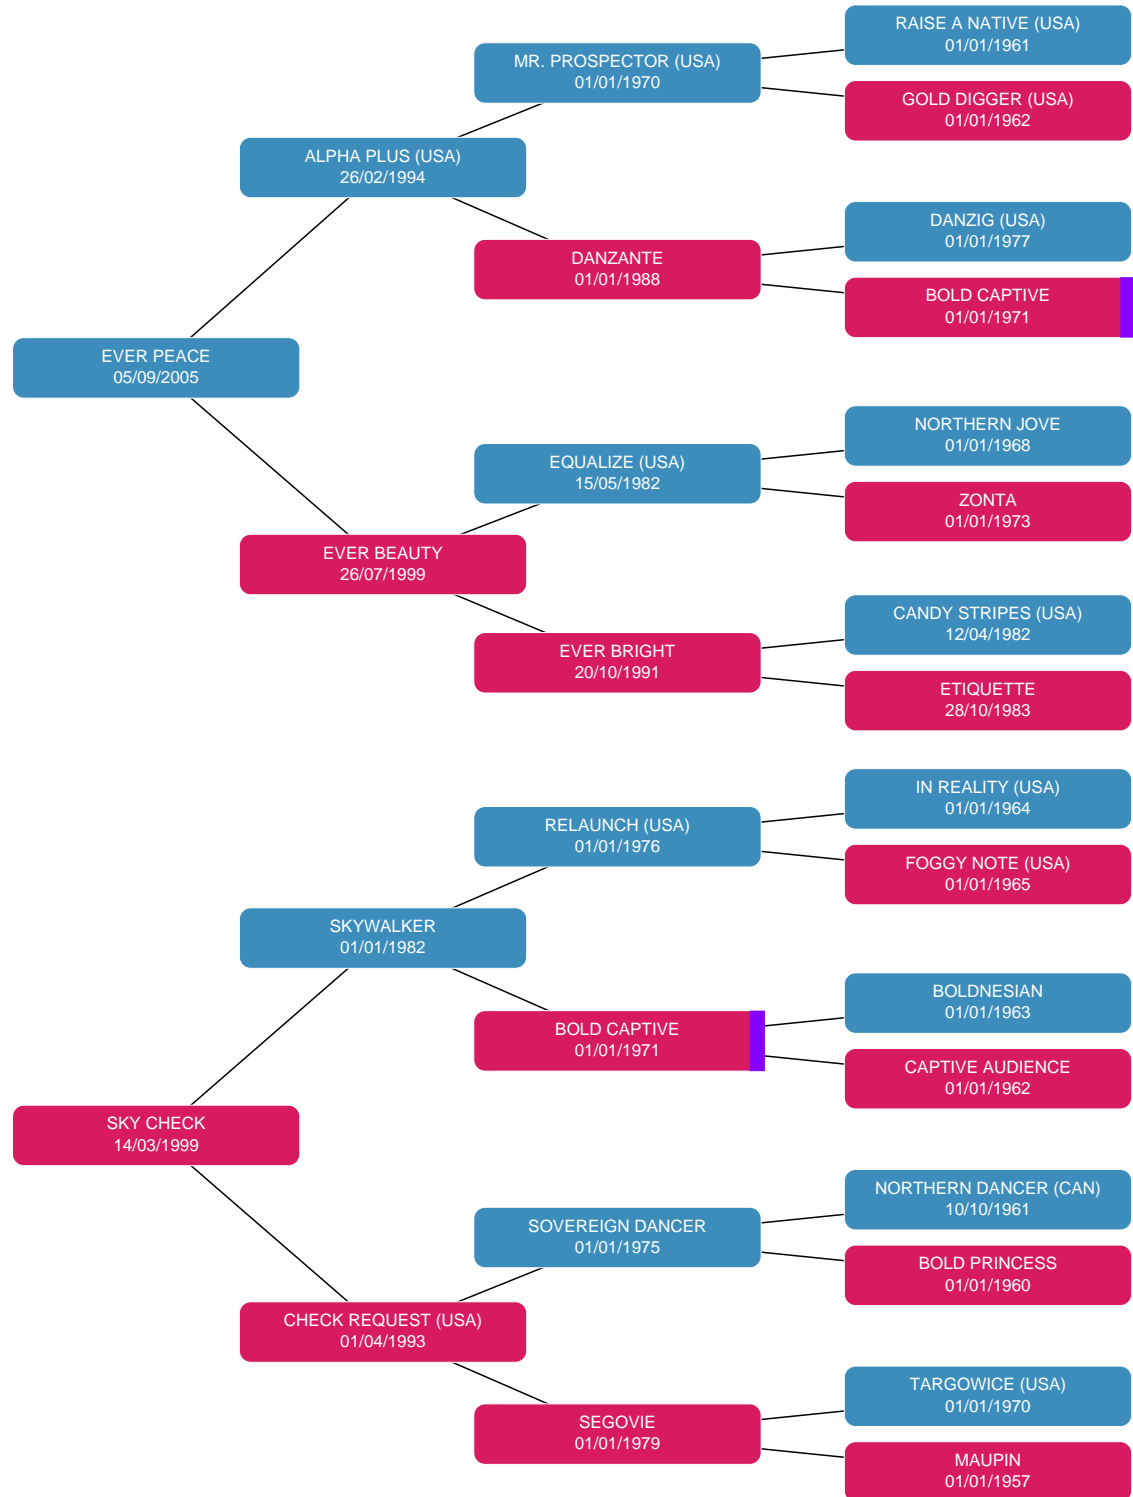 RAISE A NATIVE (USA)
01/01/1961
MR. PROSPECTOR (USA)
01/01/1970
GOLD DIGGER (USA)
01/01/1962
ALPHA PLUS (USA)
26/02/1994
DANZIG (USA)
01/01/1977
DANZANTE
01/01/1988
BOLD CAPTIVE
01/01/1971
EVER PEACE
05/09/2005
NORTHERN JOVE
01/01/1968
EQUALIZE (USA)
15/05/1982
ZONTA
01/01/1973
EVER BEAUTY
26/07/1999
CANDY STRIPES (USA)
12/04/1982
EVER BRIGHT
20/10/1991
ETIQUETTE
28/10/1983
IN REALITY (USA)
01/01/1964
RELAUNCH (USA)
01/01/1976
FOGGY NOTE (USA)
01/01/1965
SKYWALKER
01/01/1982
BOLDNESIAN
01/01/1963
BOLD CAPTIVE
01/01/1971
CAPTIVE AUDIENCE
01/01/1962
SKY CHECK
14/03/1999
NORTHERN DANCER (CAN)
10/10/1961
SOVEREIGN DANCER
01/01/1975
BOLD PRINCESS
01/01/1960
CHECK REQUEST (USA)
01/04/1993
TARGOWICE (USA)
01/01/1970
SEGOVIE
01/01/1979
MAUPIN
01/01/1957